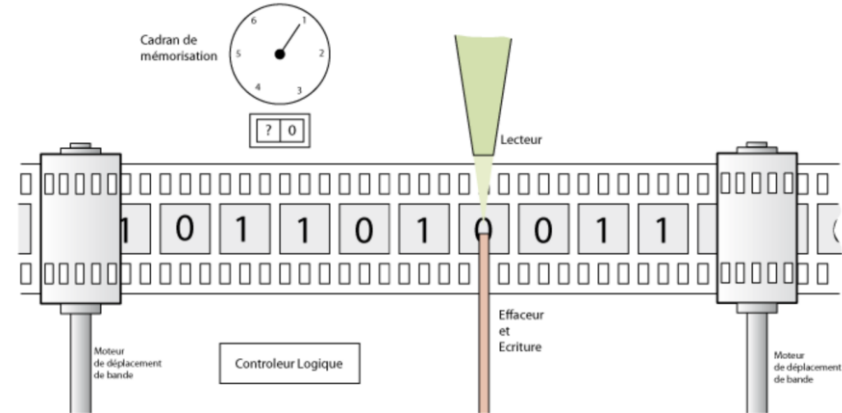 6 1
5 2
4 3
Cadran de
mémorisation
? 0
Lecteur
1 0 1 1 0 1 0 0 1 1
Effaceur
et
Ecriture
Moteur
de déplacement
de bande
Controleur Logique
Moteur
de déplacement
de bande